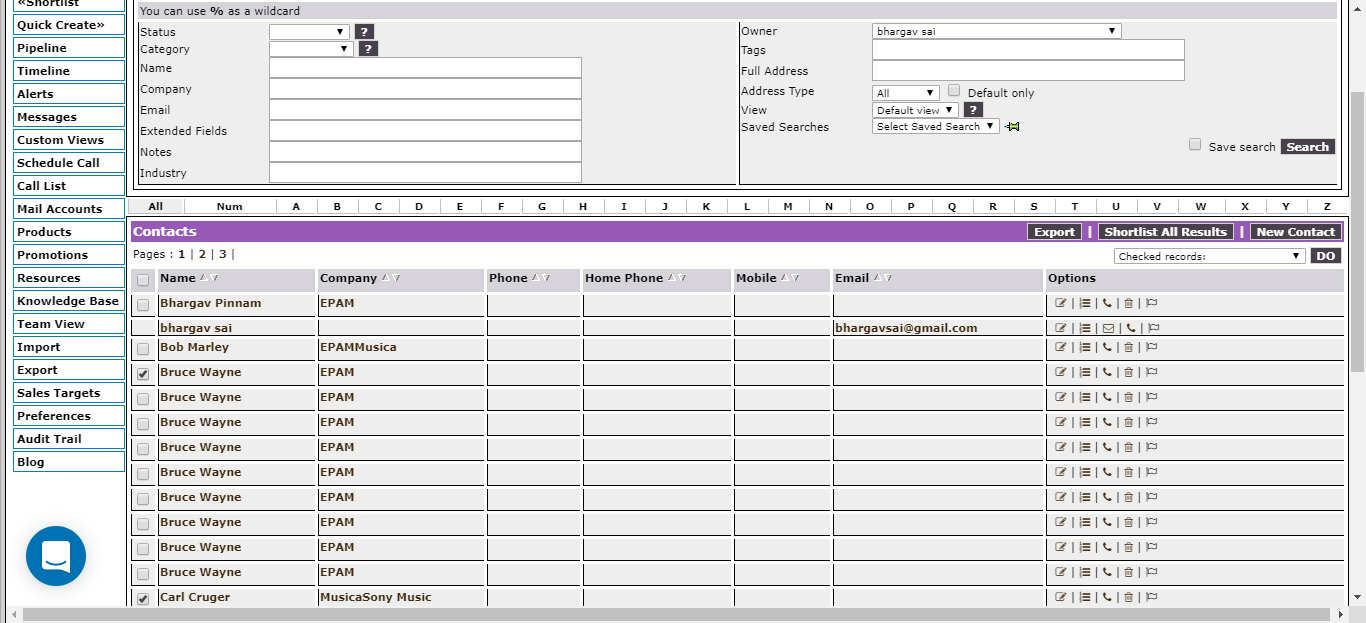 «Shortlist
Quick Create»
Pipeline
Timeline
Alerts
Messages
Custom Views
Schedule Call
Call List
Mail Accounts
Products
Promotions
Resources
Knowledge Base
Team View
Import
Export
Sales Targets
Preferences
Audit Trail
Blog
You can use % as a wildcard
Status ?
Category ?
Name
Company
Email
Extended Fields
Notes
Industry
Owner bhargav sai
Tags
Full Address
Address Type All Default only
View Default view ?
Saved Searches Select Saved Search
Save search Search
All Num A B C D E F G H I J K L M N O P Q R S T U V W X Y Z
Contacts Export | Shortlist All Results | New Contact
Pages : 1 | 2 | 3 | Checked records: DO
Name Company Phone Home Phone Mobile Email Options
Bhargav Pinnam EPAM | | | |
bhargav sai bhargavsai@gmail.com | | | |
Bob Marley EPAMMusica | | | |
Bruce Wayne EPAM | | | |
Bruce Wayne EPAM | | | |
Bruce Wayne EPAM | | | |
Bruce Wayne EPAM | | | |
Bruce Wayne EPAM | | | |
Bruce Wayne EPAM | | | |
Bruce Wayne EPAM | | | |
Bruce Wayne EPAM | | | |
Bruce Wayne EPAM | | | |
Carl Cruger MusicaSony Music | | | |